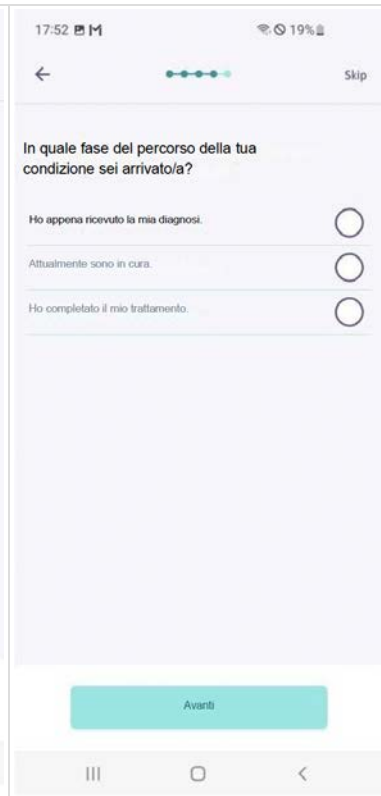 17:52 M 19%
Skip
In quale fase del percorso della tua
condizione sei arrivato/a?
Ho appena ricevuto la mia diagnosi.
Attualmente sono in cura.
Ho completato il mio trattamento.
Avanti